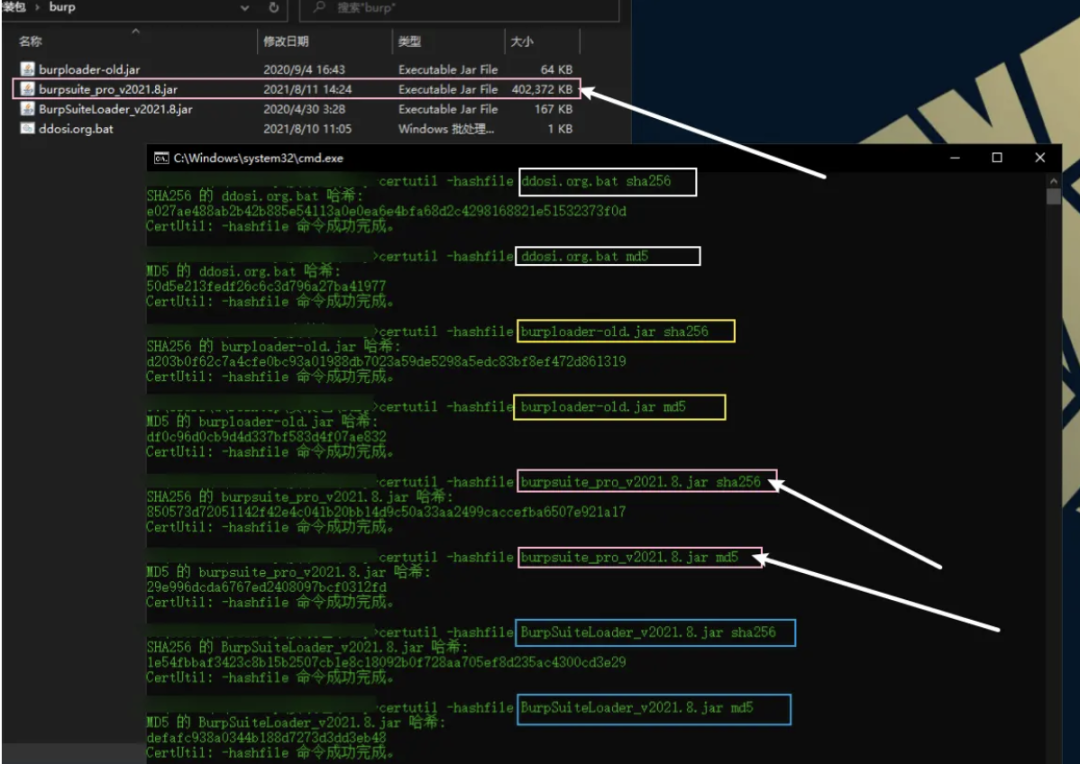 装包 › burp
搜索"burp"
名称 修改日期 类型 大小
burploader-old.jar 2020/9/4 16:43 Executable Jar File 64 KB
burpsuite_pro_v2021.8.jar 2021/8/11 14:24 Executable Jar File 402,372 KB
BurpSuiteLoader_v2021.8.jar 2020/4/30 3:28 Executable Jar File 167 KB
ddosi.org.bat 2021/8/10 11:05 Windows 批处理... 1 KB
C:\Windows\system32\cmd.exe
certutil -hashfile ddosi.org.bat sha256
SHA256 的 ddosi.org.bat 哈希:
e027ae488ab2b42b885e54113a0e0ea6e4bfa68d2c4298168821e51532373f0d
CertUtil: -hashfile 命令成功完成。
>certutil -hashfile ddosi.org.bat md5
MD5 的 ddosi.org.bat 哈希:
50d5e213fedf26c6c3d796a27ba41977
CertUtil: -hashfile 命令成功完成。
>certutil -hashfile burploader-old.jar sha256
SHA256 的 burploader-old.jar 哈希:
d203b0f62c7a4cfe0bc93a01988db7023a59de5298a5edc83bf8ef472d861319
CertUtil: -hashfile 命令成功完成。
>certutil -hashfile burploader-old.jar md5
MD5 的 burploader-old.jar 哈希:
df0c96d0cb9d4d337bf583d4f07ae832
CertUtil: -hashfile 命令成功完成。
>certutil -hashfile burpsuite_pro_v2021.8.jar sha256
SHA256 的 burpsuite_pro_v2021.8.jar 哈希:
850573d72051142f42e4c041b20bb14d9c50a33aa2499caccefba6507e921a17
CertUtil: -hashfile 命令成功完成。
>certutil -hashfile burpsuite_pro_v2021.8.jar md5
MD5 的 burpsuite_pro_v2021.8.jar 哈希:
29e996dcda6767ed2408097bcf0312fd
CertUtil: -hashfile 命令成功完成。
>certutil -hashfile BurpSuiteLoader_v2021.8.jar sha256
SHA256 的 BurpSuiteLoader_v2021.8.jar 哈希:
1e54fbbaf3423c8b15b2507cb1e8c18092b0f728aa705ef8d235ac4300cd3e29
CertUtil: -hashfile 命令成功完成。
>certutil -hashfile BurpSuiteLoader_v2021.8.jar md5
MD5 的 BurpSuiteLoader_v2021.8.jar 哈希:
defafc938a0344b188d7273d3dd3eb48
CertUtil: -hashfile 命令成功完成。